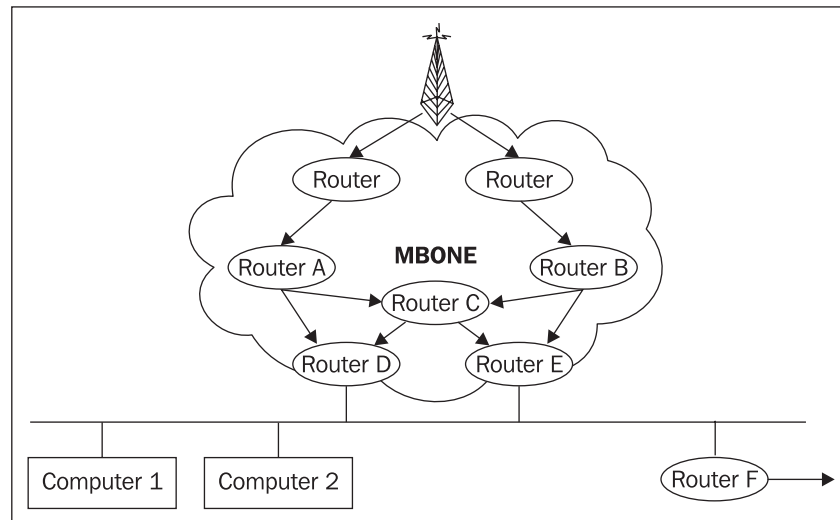 Router
Router
MBONE
Router A
Router B
Router C
Router D
Router E
Computer 1
Computer 2
Router F